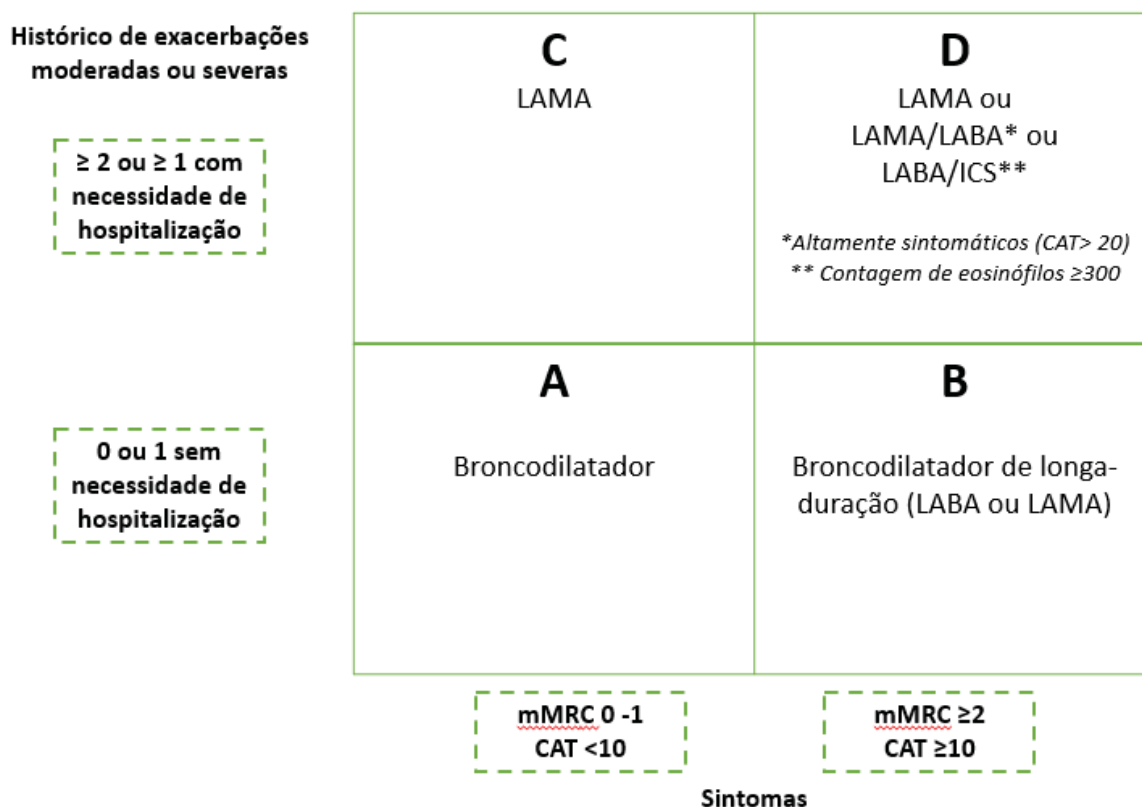 Histórico de exacerbações
moderadas ou severas
≥ 2 ou ≥ 1 com
necessidade de
hospitalização
C
LAMA
D
LAMA ou
LAMA/LABA* ou
LABA/ICS**
*Altamente sintomáticos (CAT> 20)
** Contagem de eosinófilos ≥300
0 ou 1 sem
necessidade de
hospitalização
A
Broncodilatador
B
Broncodilatador de longa-
duração (LABA ou LAMA)
mMRC 0 -1
CAT <10
mMRC ≥2
CAT ≥10
Sintomas